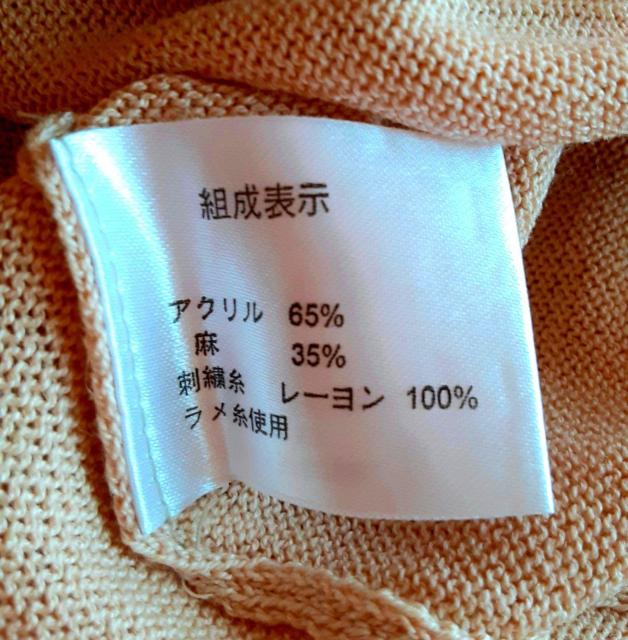 組成表示
アクリル 65%
麻 35%
刺繍糸 レーヨン 100%
ラメ糸使用